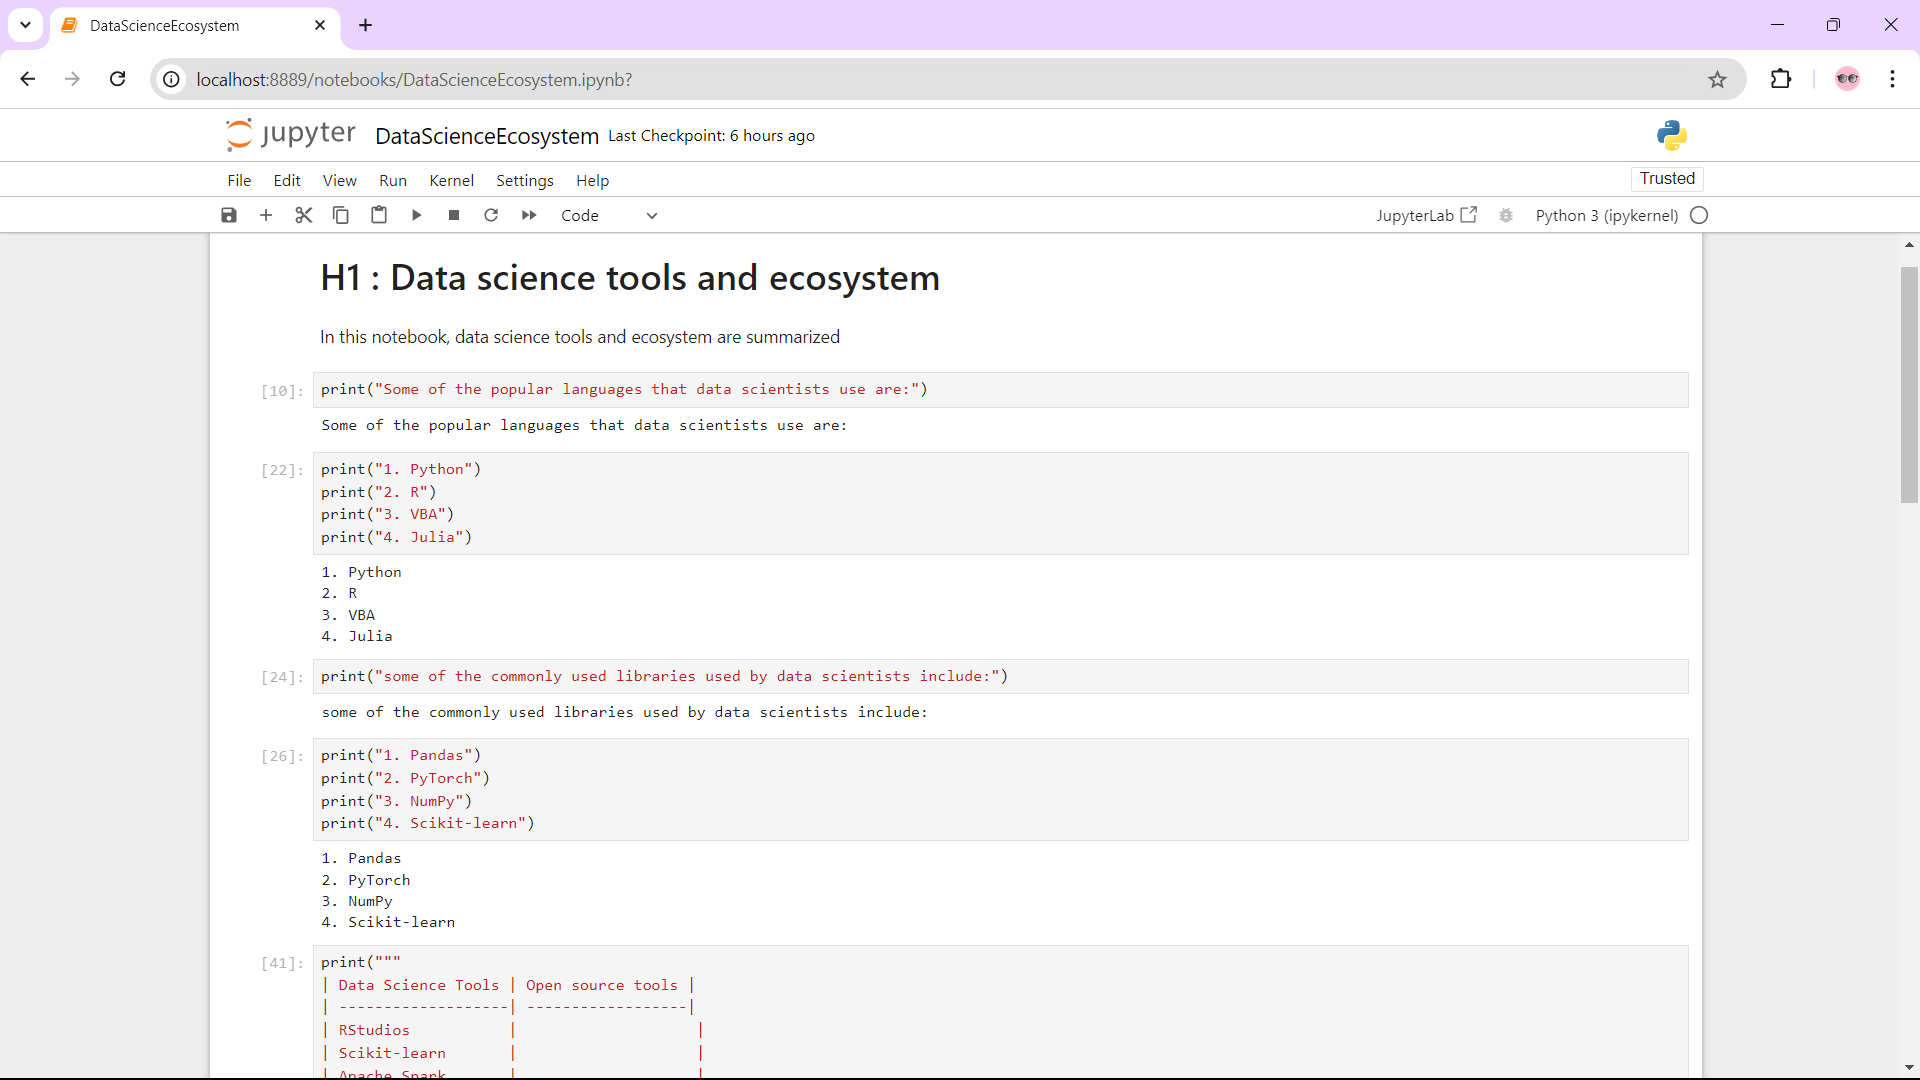 DataScienceEcosystem
localhost:8889/notebooks/DataScienceEcosystem.ipynb?
jupyter DataScienceEcosystem Last Checkpoint: 6 hours ago
File Edit View Run Kernel Settings Help
Trusted
Code
JupyterLab Python 3 (ipykernel)
H1 : Data science tools and ecosystem
In this notebook, data science tools and ecosystem are summarized
[10]: print("Some of the popular languages that data scientists use are:")
Some of the popular languages that data scientists use are:
[22]: print("1. Python")
print("2. R")
print("3. VBA")
print("4. Julia")
1. Python
2. R
3. VBA
4. Julia
[24]: print("some of the commonly used libraries used by data scientists include:")
some of the commonly used libraries used by data scientists include:
[26]: print("1. Pandas")
print("2. PyTorch")
print("3. NumPy")
print("4. Scikit-learn")
1. Pandas
2. PyTorch
3. NumPy
4. Scikit-learn
[41]: print("""
| Data Science Tools | Open source tools |
| -------------------| ------------------|
| RStudios | |
| Scikit-learn | |
| Apache Spark | |